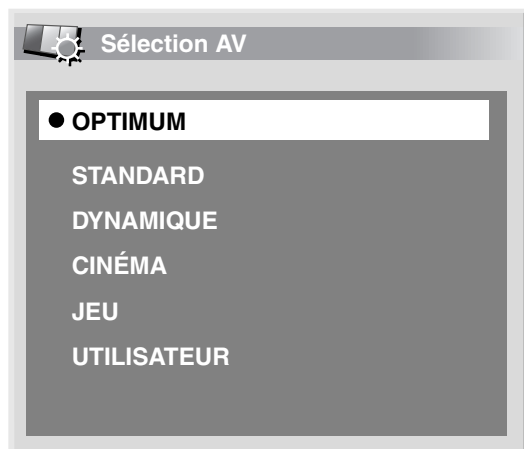 Sélection AV
OPTIMUM
STANDARD
DYNAMIQUE
CINÉMA
JEU
UTILISATEUR